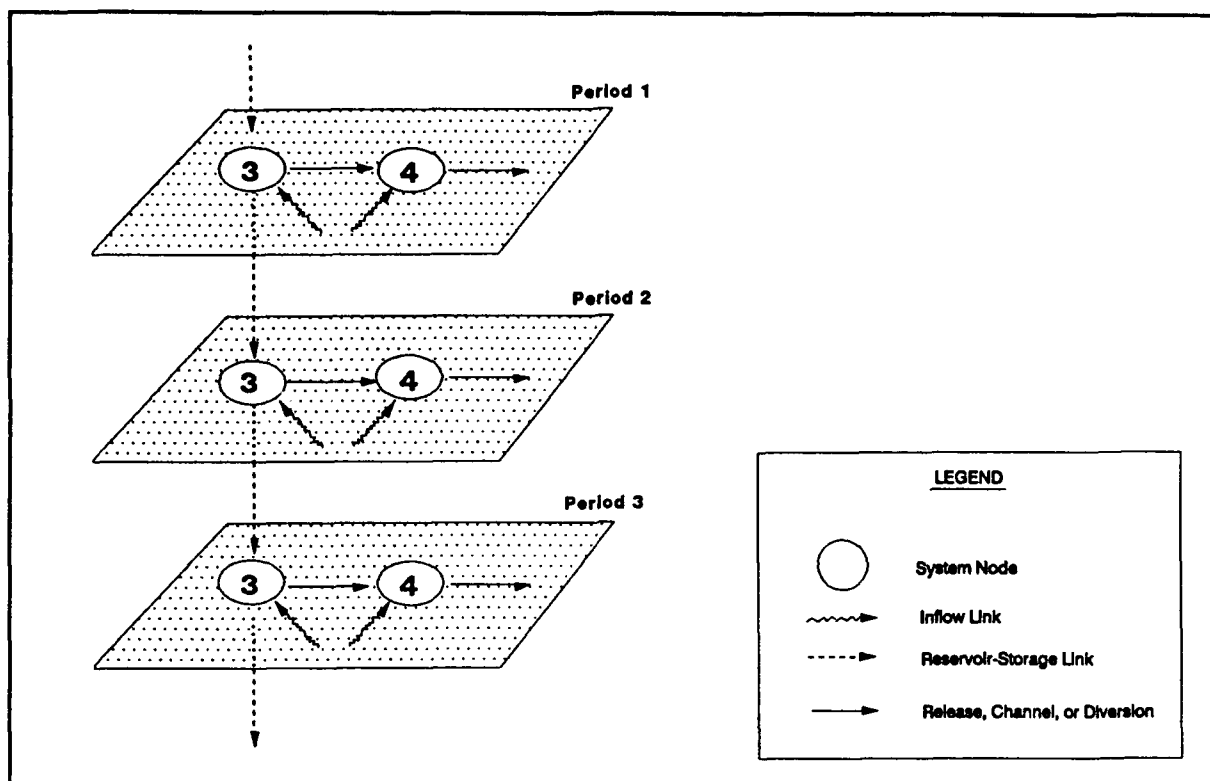 Period 1
3
4
Period 2
3
4
Period 3
3
4
LEGEND
System Node
Inflow Link
Reservoir-Storage Link
Release, Channel, or Diversion